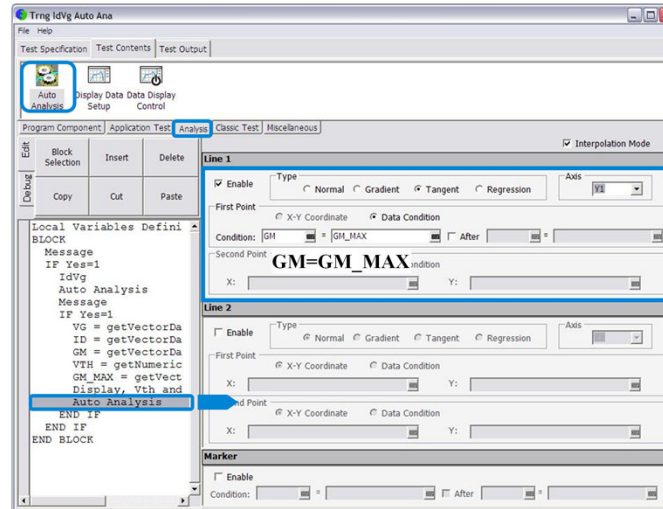 Trng IdVg Auto Ana
File Help
Test Specification Test Contents Test Output
Auto Analysis
Display Data Setup
Data Display Control
Program Component Application Test Analysis Classic Test Miscellaneous
Edit
Debug
Block Selection Insert Delete
Copy Cut Paste
Local Variables Defini
BLOCK
Message
IF Yes=1
IdVg
Auto Analysis
Message
IF Yes=1
VG = getVectorDa
ID = getVectorDa
GM = getVectorDa
VTH = getNumeric
GM_MAX = getVect
Display, Vth and
Auto Analysis
END IF
END IF
END BLOCK
Interpolation Mode
Line 1
Enable
Type
Normal Gradient Tangent Regression
Axis
Y1
First Point
X-Y Coordinate Data Condition
Condition: GM = GM_MAX After =
Second Point
GM=GM_MAX
ndition
X: Y:
Line 2
Enable
Type
Normal Gradient Tangent Regression
Axis
First Point
X-Y Coordinate Data Condition
X: Y:
nd Point
X-Y Coordinate Data Condition
X: Y:
Marker
Enable
Condition: = After =